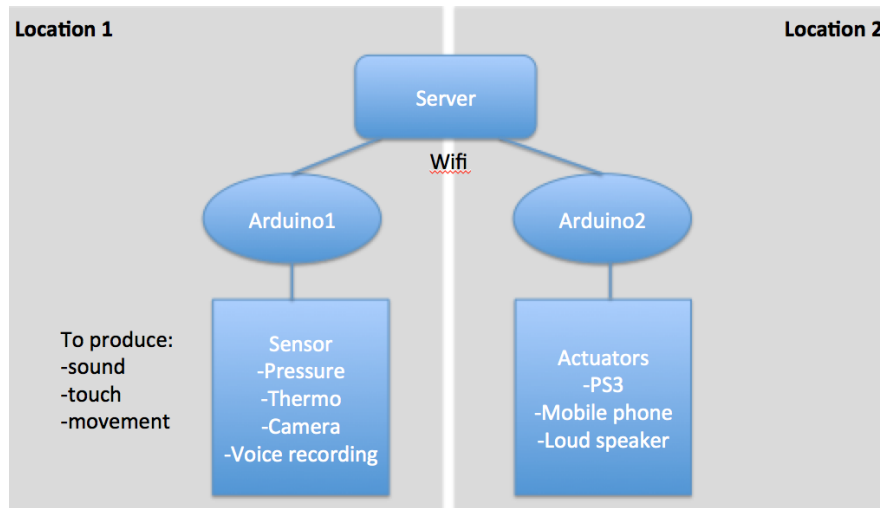 Location 1
Location 2
Server
Wifi
Arduino1
Arduino2
To produce:
-sound
-touch
-movement
Sensor
-Pressure
-Thermo
-Camera
-Voice recording
Actuators
-PS3
-Mobile phone
-Loud speaker